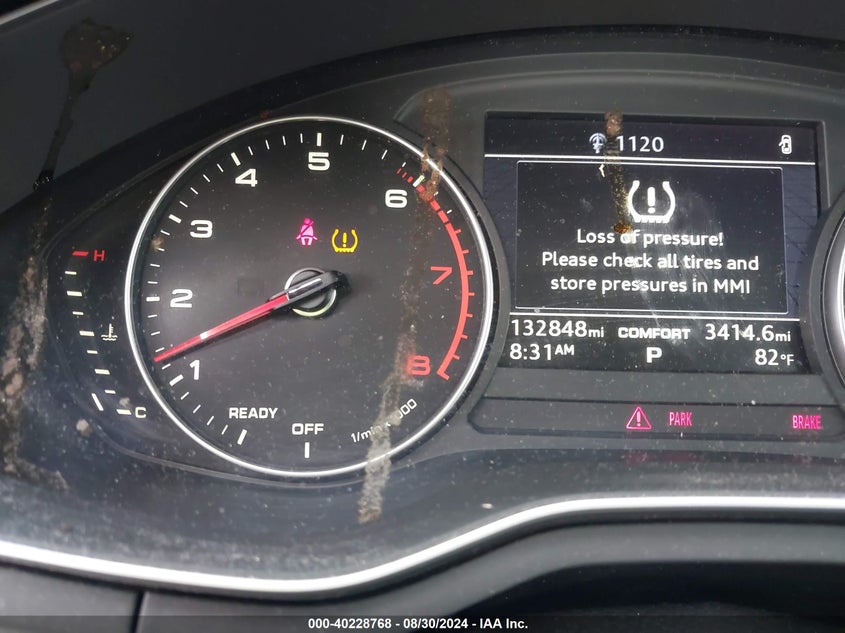 1120
Loss of pressure!
Please check all tires and
store pressures in MMI
132848mi COMFORT 3414.6mi
8:31AM P 82°F
PARK BRAKE
H
C
1
2
3
4
5
6
7
8
READY
OFF
000-40228768 - 08/30/2024 - IAA Inc.